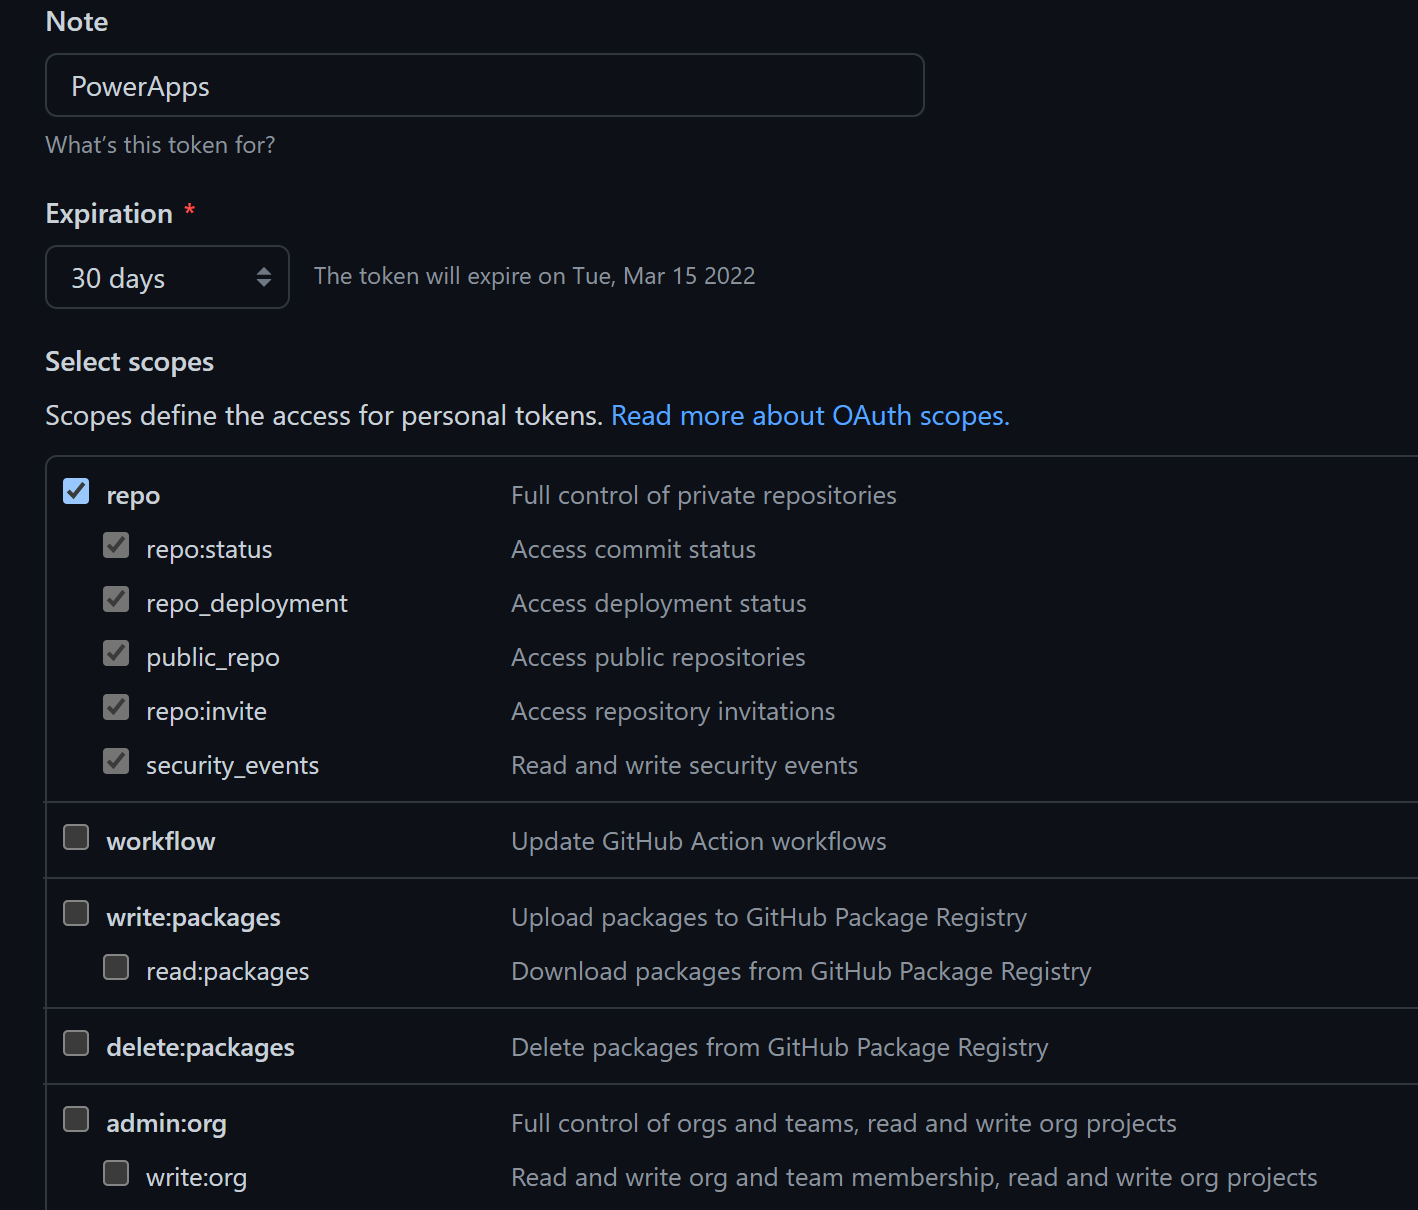 Note
PowerApps
What's this token for?
Expiration *
30 days The token will expire on Tue, Mar 15 2022
Select scopes
Scopes define the access for personal tokens. Read more about OAuth scopes.
repo Full control of private repositories
repo:status Access commit status
repo_deployment Access deployment status
public_repo Access public repositories
repo:invite Access repository invitations
security_events Read and write security events
workflow Update GitHub Action workflows
write:packages Upload packages to GitHub Package Registry
read:packages Download packages from GitHub Package Registry
delete:packages Delete packages from GitHub Package Registry
admin:org Full control of orgs and teams, read and write org projects
write:org Read and write org and team membership, read and write org projects